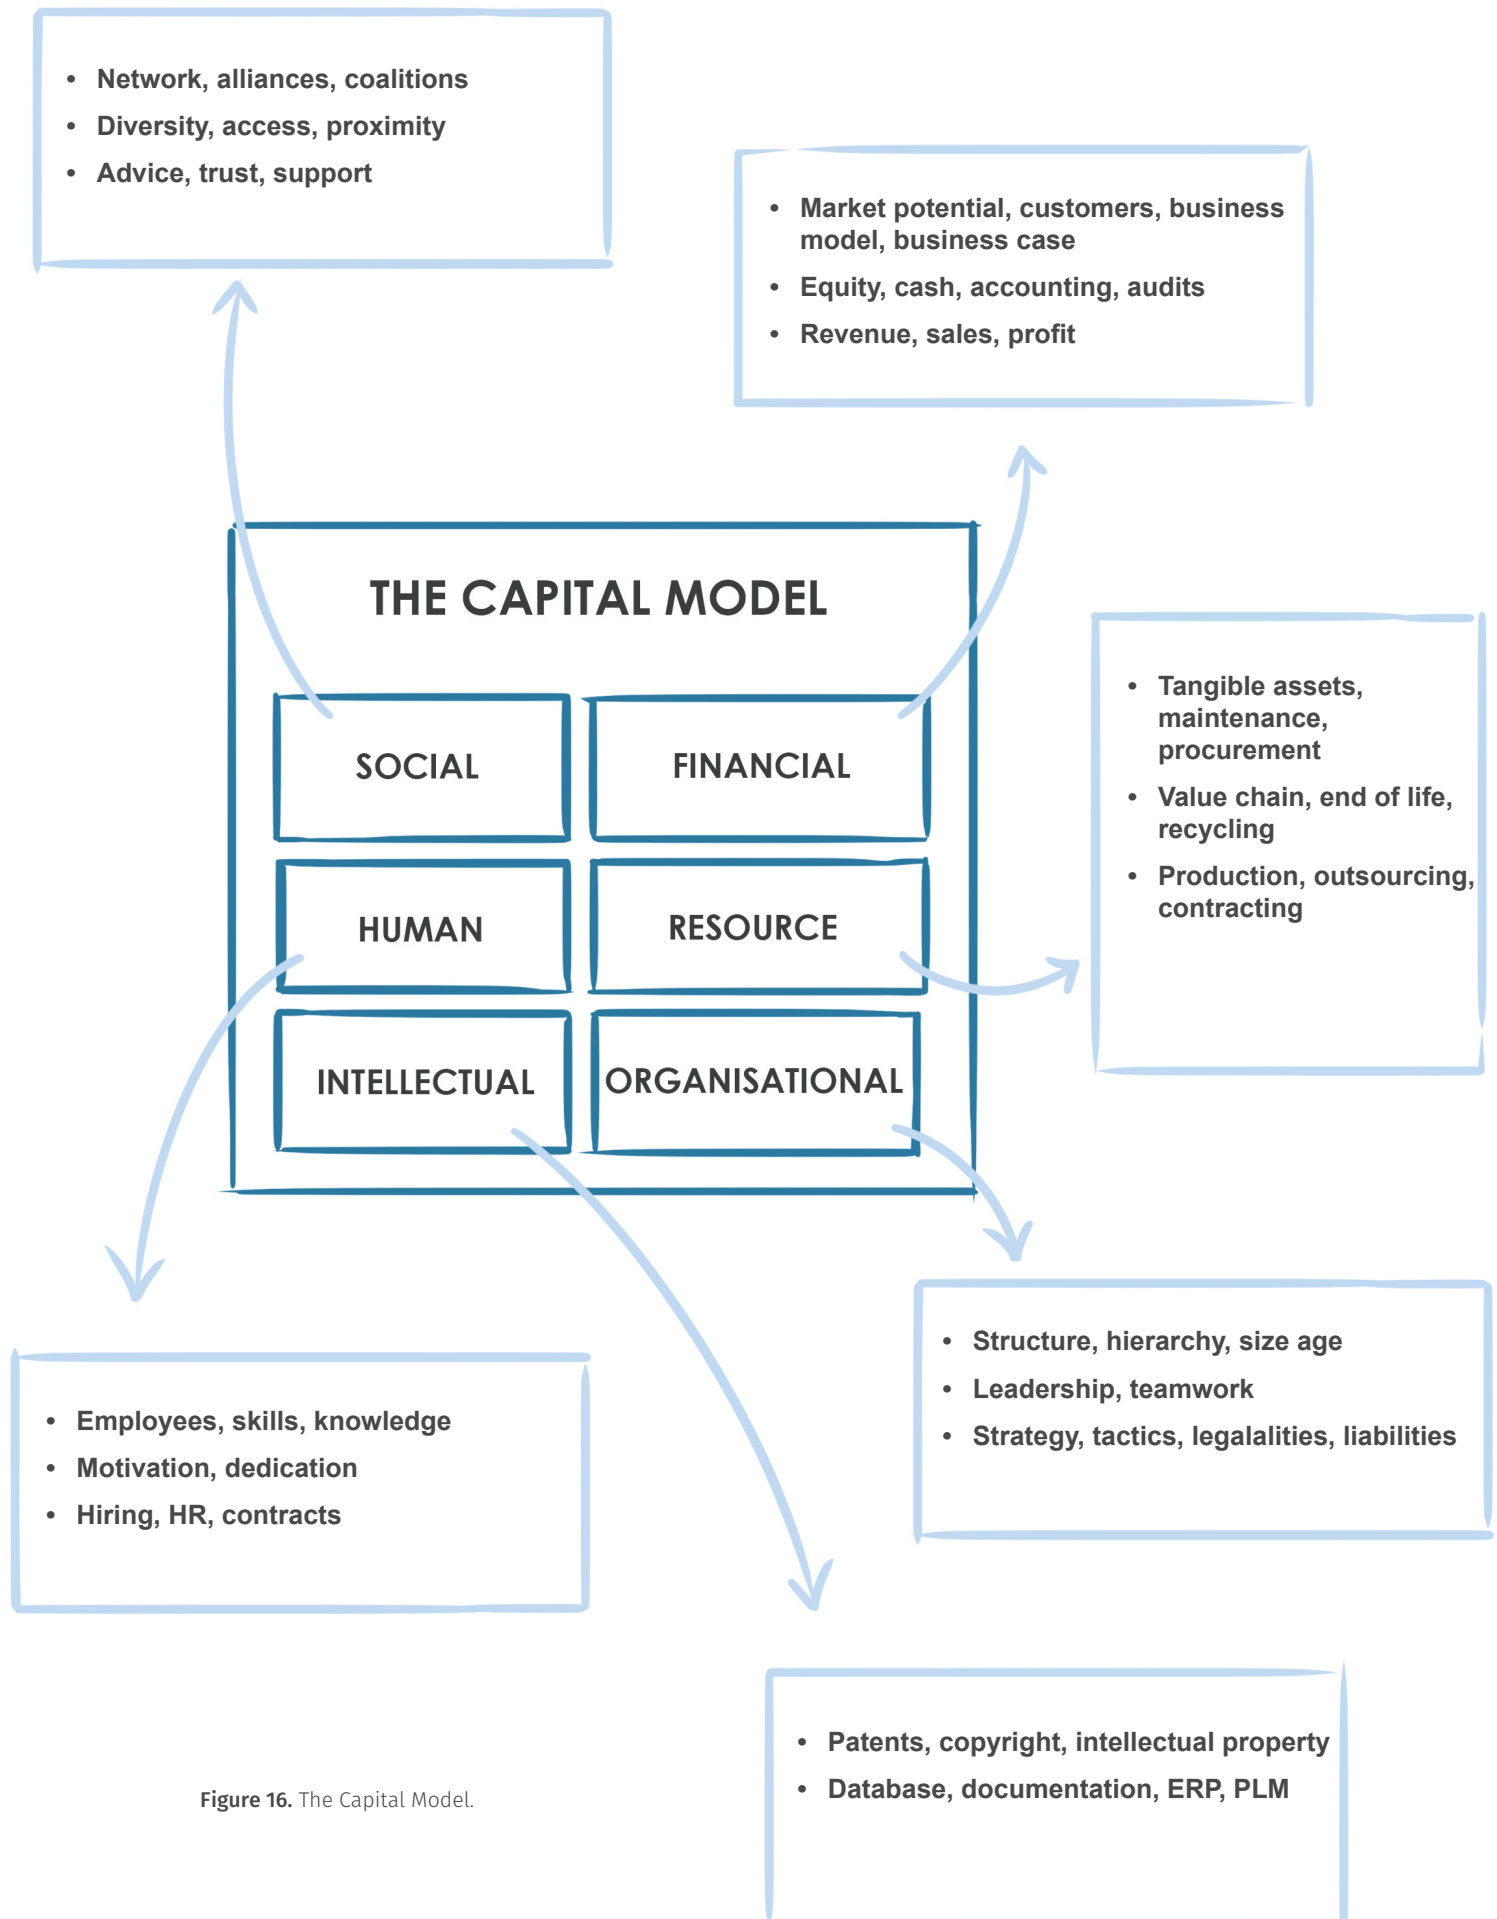 • Network, alliances, coalitions
• Diversity, access, proximity
• Advice, trust, support
• Market potential, customers, business
model, business case
• Equity, cash, accounting, audits
• Revenue, sales, profit
THE CAPITAL MODEL
SOCIAL
FINANCIAL
HUMAN
RESOURCE
INTELLECTUAL
ORGANISATIONAL
• Tangible assets,
maintenance,
procurement
• Value chain, end of life,
recycling
• Production, outsourcing,
contracting
• Structure, hierarchy, size age
• Leadership, teamwork
• Strategy, tactics, legalalities, liabilities
• Employees, skills, knowledge
• Motivation, dedication
• Hiring, HR, contracts
• Patents, copyright, intellectual property
• Database, documentation, ERP, PLM
Figure 16. The Capital Model.